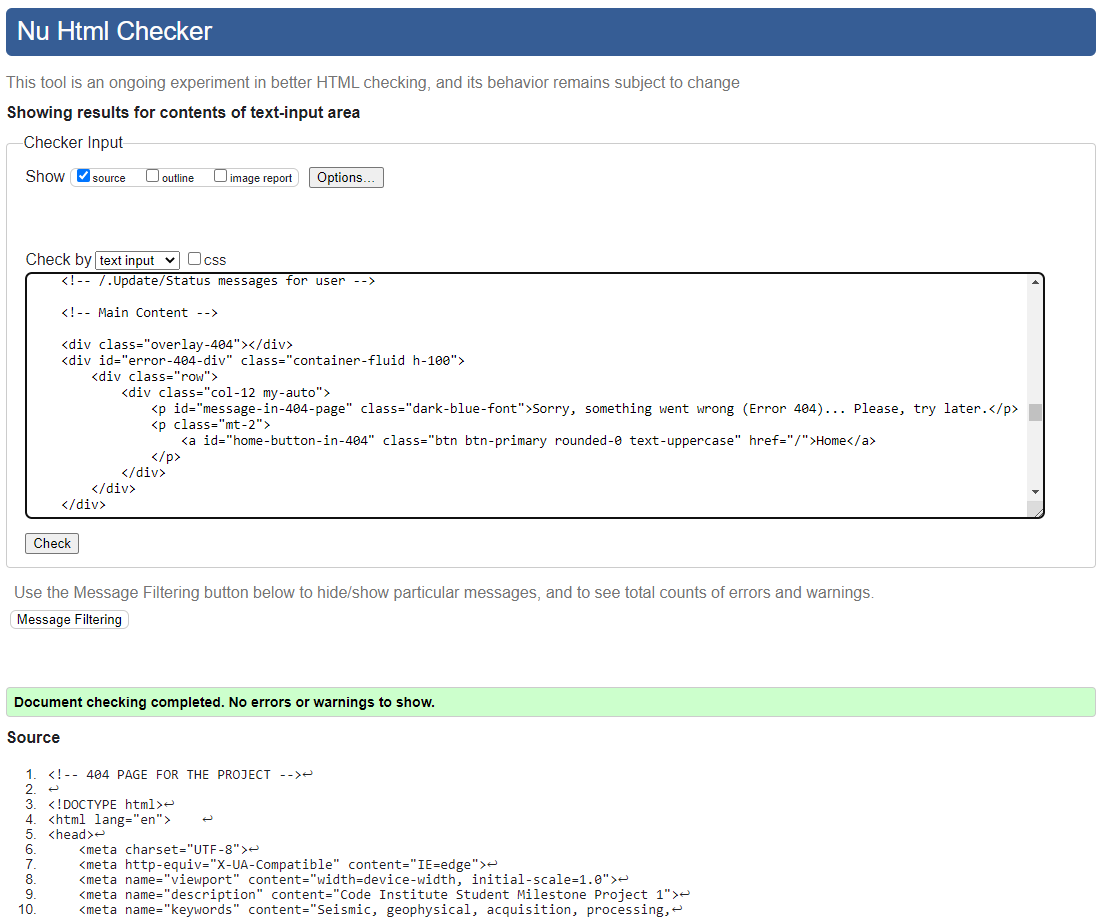 Nu Html Checker
This tool is an ongoing experiment in better HTML checking, and its behavior remains subject to change
Showing results for contents of text-input area
Checker Input
Show source outline image report Options...
Check by text input css
<!-- /.Update/Status messages for user -->
<!-- Main Content -->
<div class="overlay-404"></div>
<div id="error-404-div" class="container-fluid h-100">
<div class="row">
<div class="col-12 my-auto">
<p id="message-in-404-page" class="dark-blue-font">Sorry, something went wrong (Error 404)... Please, try later.</p>
<p class="mt-2">
<a id="home-button-in-404" class="btn btn-primary rounded-0 text-uppercase" href="/">Home</a>
</p>
</div>
</div>
</div>
Check
Use the Message Filtering button below to hide/show particular messages, and to see total counts of errors and warnings.
Message Filtering
Document checking completed. No errors or warnings to show.
Source
1. <!-- 404 PAGE FOR THE PROJECT -->↩
2. ↩
3. <!DOCTYPE html>↩
4. <html lang="en">    ↩
5. <head>↩
6. <meta charset="UTF-8">↩
7. <meta http-equiv="X-UA-Compatible" content="IE=edge">↩
8. <meta name="viewport" content="width=device-width, initial-scale=1.0">↩
9. <meta name="description" content="Code Institute Student Milestone Project 1">↩
10. <meta name="keywords" content="Seismic, geophysical, acquisition, processing,↩